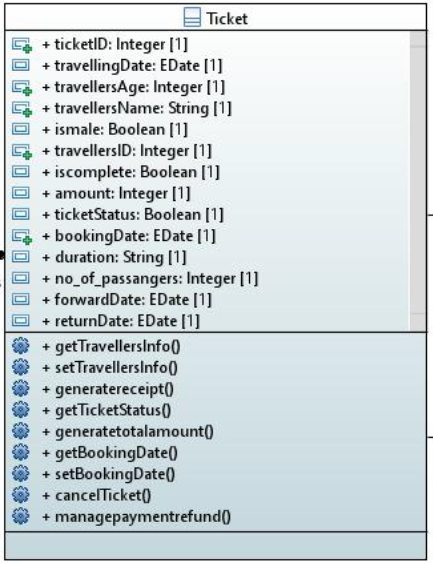 Ticket
+ ticketID: Integer [1]
+ travellingDate: EDate [1]
+ travellersAge: Integer [1]
+ travellersName: String [1]
+ ismale: Boolean [1]
+ travellersID: Integer [1]
+ iscomplete: Boolean [1]
+ amount: Integer [1]
+ ticketStatus: Boolean [1]
+ bookingDate: EDate [1]
+ duration: String [1]
+ no_of_passangers: Integer [1]
+ forwardDate: EDate [1]
+ returnDate: EDate [1]
+ getTravellersInfo()
+ setTravellersInfo()
+ generatereceipt()
+ getTicketStatus()
+ generatetotalamount()
+ getBookingDate()
+ setBookingDate()
+ cancelTicket()
+ managepaymentrefund()